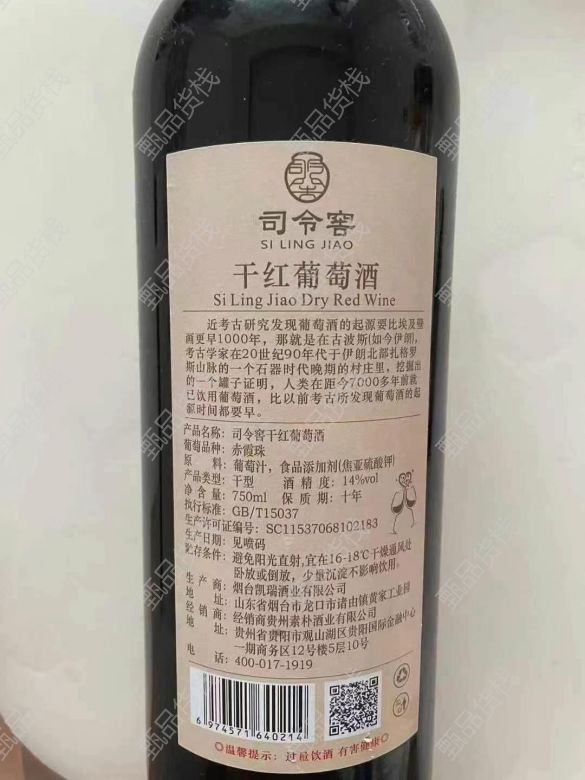 司令窖
SI LING JIAO
干红葡萄酒
Si Ling Jiao Dry Red Wine
近考古研究发现葡萄酒的起源要比埃及壁
画更早1000年，那就是在古波斯(如今伊朗)，
考古学家在20世纪90年代于伊朗北部扎格罗
斯山脉的一个石器时代晚期的村庄里，挖掘出
的一个罐子证明，人类在距今7000多年前就
已饮用葡萄酒，比以前考古所发现葡萄酒的起
源时间都要早。
产品名称：司令窖干红葡萄酒
葡萄品种：赤霞珠
原 料：葡萄汁，食品添加剂(焦亚硫酸钾)
产品类型：干型 酒精度：14%vol
净含量：750ml 保质期：十年
执行标准：GB/T15037
生产许可证编号：SC11537068102183
生产日期：见喷码
贮存条件：避免阳光直射,宜在16-18℃干燥通风处
卧放或倒放，少量沉淀不影响饮用。
生产商：烟台凯瑞酒业有限公司
地 址：山东省烟台市龙口市诸由镇黄家工业园
经销商：经销商贵州素朴酒业有限公司
地 址：贵州省贵阳市观山湖区贵阳国际金融中心
一期商务区12号楼5层10号
电 话：400-017-1919
6 974571 640214
温馨提示：过量饮酒 有害健康
甄品货栈